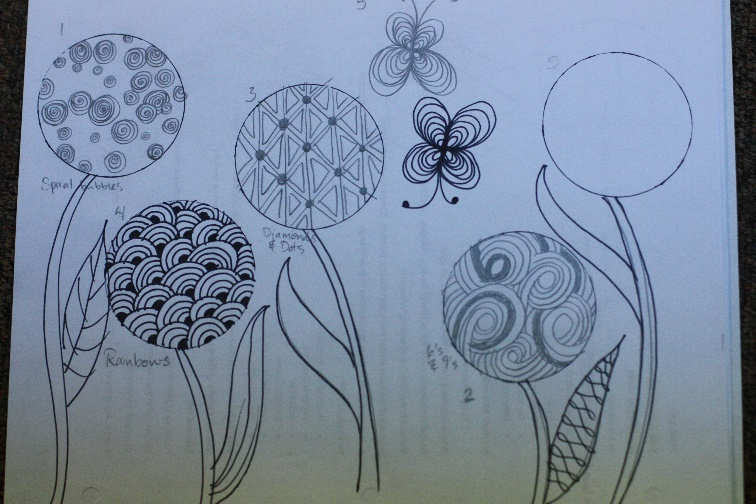 1
Spiral Bubbles
4
Rainbows
3
Diamonds
& Dots
5
6's
& 9's
2